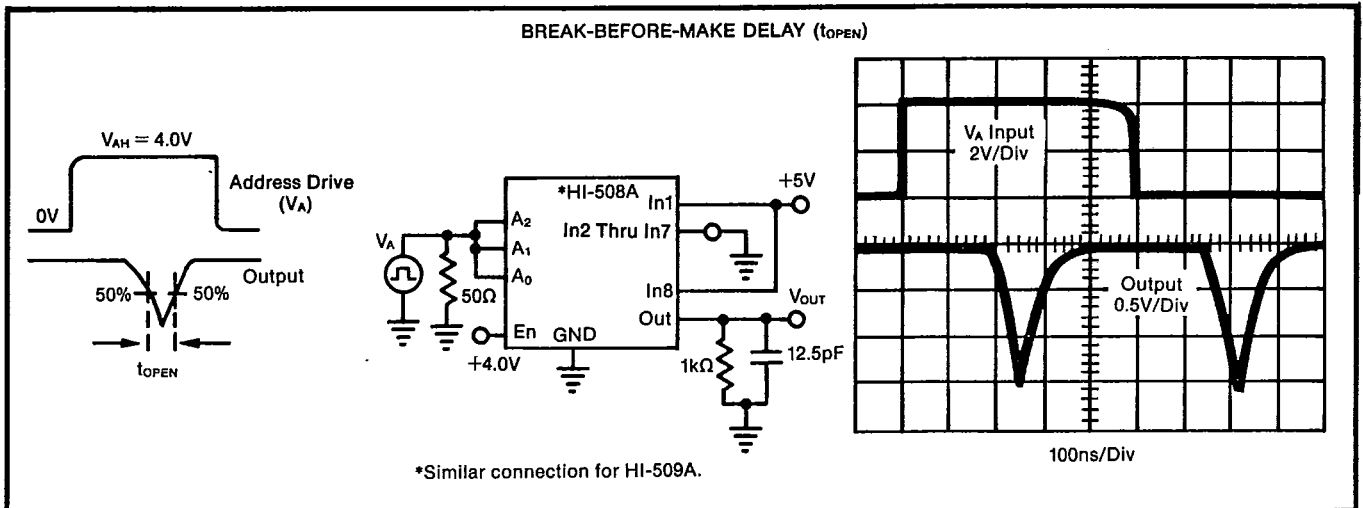 BREAK-BEFORE-MAKE DELAY (tOPEN)
VAH = 4.0V
0V
Address Drive
(VA)
Output
50%
50%
tOPEN
*HI-508A
VA
50Ω
A2
A1
A0
En
+4.0V
GND
In1
In2 Thru In7
In8
Out
+5V
VOUT
1kΩ
12.5pF
*Similar connection for HI-509A.
VA Input
2V/Div
Output
0.5V/Div
100ns/Div